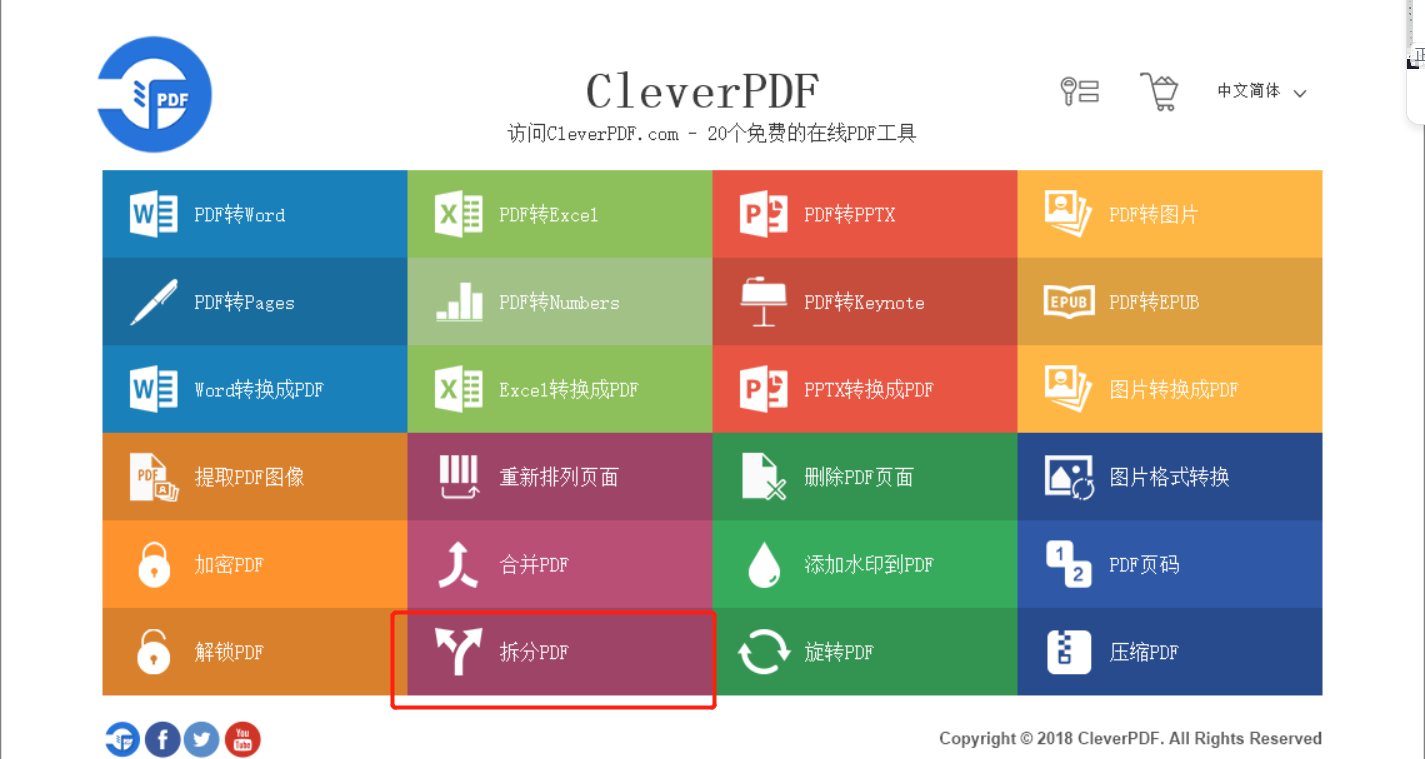 PDF
CleverPDF
访问CleverPDF.com - 20个免费的在线PDF工具
中文简体
正
W PDF转Word
X PDF转Excel
P PDF转PPTX
PDF转图片
PDF转Pages
PDF转Numbers
PDF转Keynote
EPUB PDF转EPUB
W Word转换成PDF
X Excel转换成PDF
P PPTX转换成PDF
图片转换成PDF
PDF 提取PDF图像
重新排列页面
删除PDF页面
图片格式转换
加密PDF
合并PDF
添加水印到PDF
1 2 PDF页码
解锁PDF
拆分PDF
旋转PDF
压缩PDF
f You Tube
Copyright © 2018 CleverPDF. All Rights Reserved